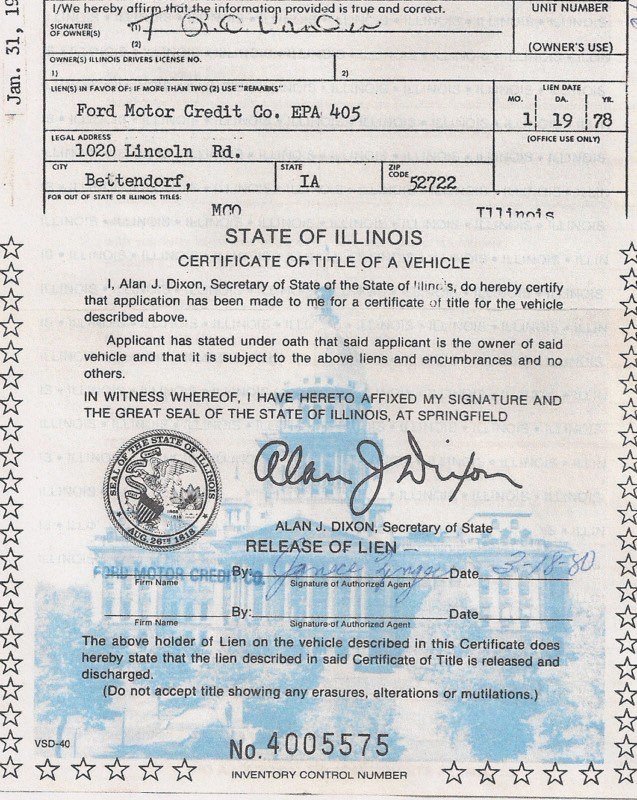 Jan. 31, 19
I/We hereby affirm that the information provided is true and correct.
UNIT NUMBER
SIGNATURE
OF OWNER(S)
(1)
(2)
(OWNER'S USE)
OWNER(S) ILLINOIS DRIVERS LICENSE NO.
1)
2)
LIEN(S) IN FAVOR OF: IF MORE THAN TWO (2) USE "REMARKS"
LIEN DATE
MO. DA. YR.
Ford Motor Credit Co. EPA 405
1 19 78
LEGAL ADDRESS
(OFFICE USE ONLY)
1020 Lincoln Rd.
CITY STATE ZIP CODE
Bettendorf, IA 52722
FOR OUT OF STATE OR ILLINOIS TITLES:
MCO Illinois
STATE OF ILLINOIS
CERTIFICATE OF TITLE OF A VEHICLE
I, Alan J. Dixon, Secretary of State of the State of Illinois, do hereby certify
that application has been made to me for a certificate of title for the vehicle
described above.
Applicant has stated under oath that said applicant is the owner of said
vehicle and that it is subject to the above liens and encumbrances and no
others.
IN WITNESS WHEREOF, I HAVE HERETO AFFIXED MY SIGNATURE AND
THE GREAT SEAL OF THE STATE OF ILLINOIS, AT SPRINGFIELD
SEAL OF THE STATE OF ILLINOIS
AUG. 26TH 1818
Alan J Dixon
ALAN J. DIXON, Secretary of State
RELEASE OF LIEN
FORD MOTOR CREDIT CO. By: Janece Date 3-18-80
Firm Name Signature of Authorized Agent
By: Date
Firm Name Signature of Authorized Agent
The above holder of Lien on the vehicle described in this Certificate does
hereby state that the lien described in said Certificate of Title is released and
discharged.
(Do not accept title showing any erasures, alterations or mutilations.)
VSD-40
No. 4005575
INVENTORY CONTROL NUMBER